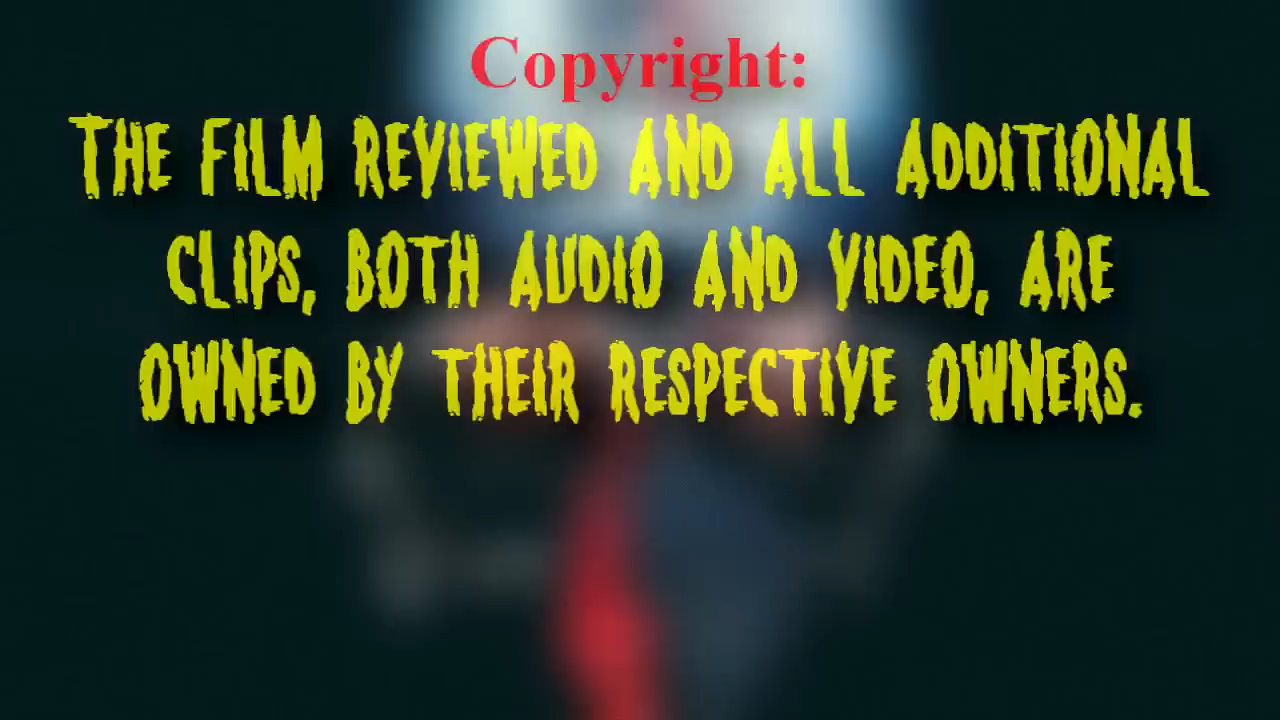 Copyright:
THE FILM REVIEWED AND ALL ADDITIONAL
CLIPS, BOTH AUDIO AND VIDEO, ARE
OWNED BY THEIR RESPECTIVE OWNERS.